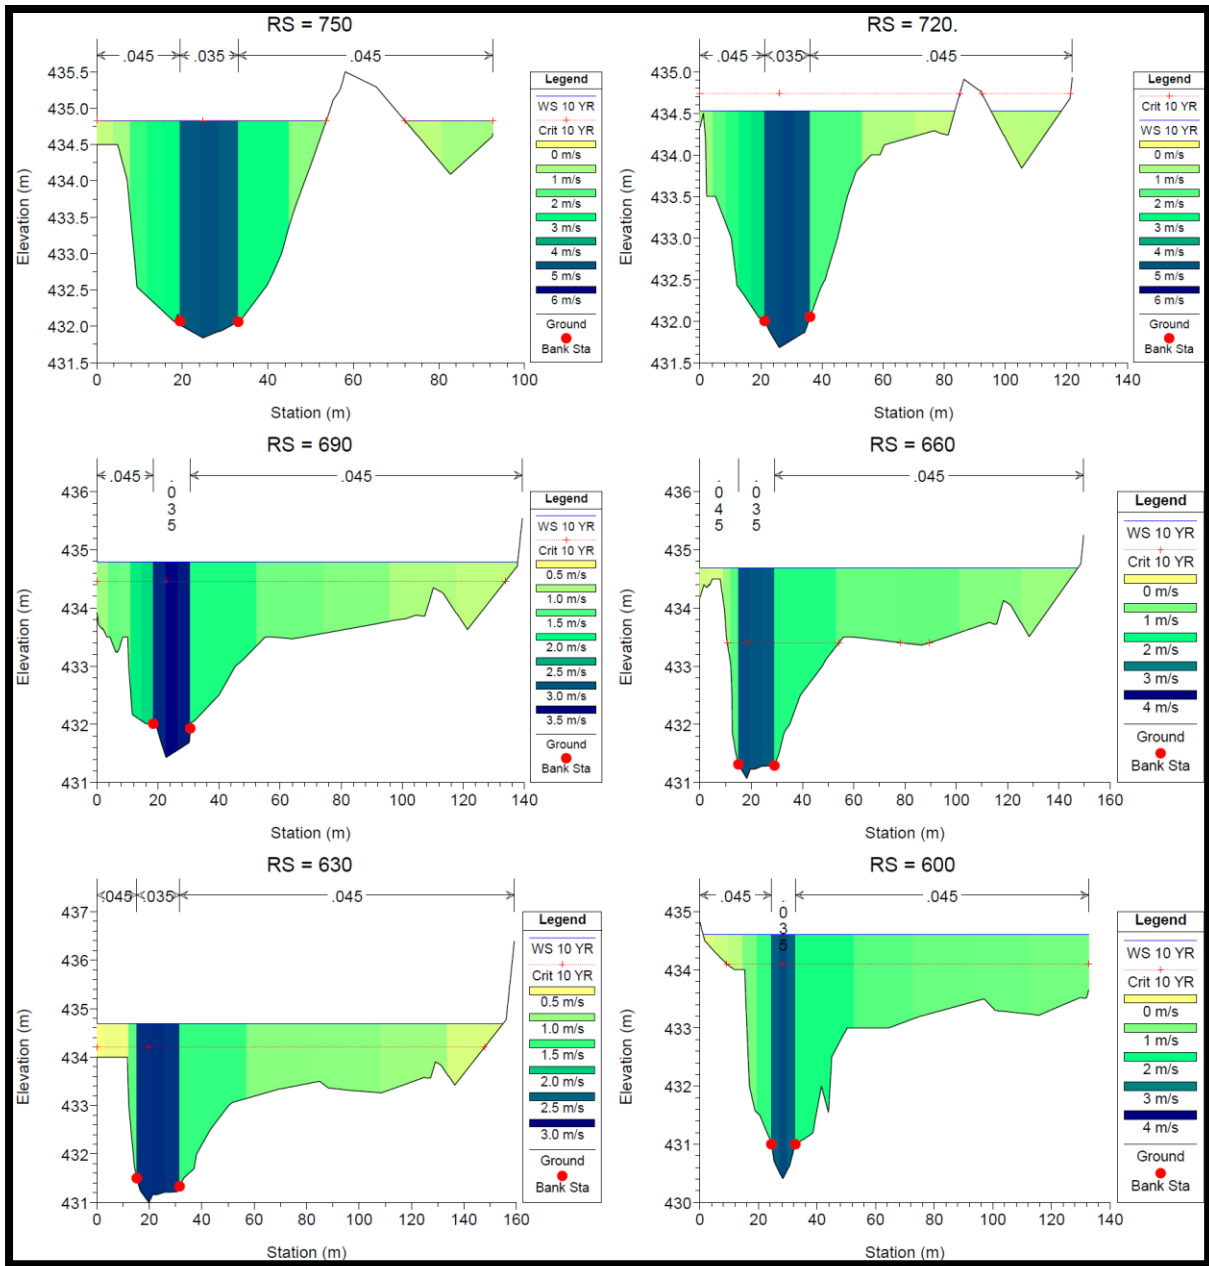 RS = 750
.045 .035 .045
435.5
435.0
434.5
434.0
433.5
433.0
432.5
432.0
431.5
Elevation (m)
0 20 40 60 80 100
Station (m)
Legend
WS 10 YR
Crit 10 YR
0 m/s
1 m/s
2 m/s
3 m/s
4 m/s
5 m/s
6 m/s
Ground
Bank Sta
RS = 720.
.045 .035 .045
435.0
434.5
434.0
433.5
433.0
432.5
432.0
431.5
Elevation (m)
0 20 40 60 80 100 120 140
Station (m)
Legend
Crit 10 YR
WS 10 YR
0 m/s
1 m/s
2 m/s
3 m/s
4 m/s
5 m/s
6 m/s
Ground
Bank Sta
RS = 690
.045 .035 .045
436
435
434
433
432
431
Elevation (m)
0 20 40 60 80 100 120 140
Station (m)
Legend
WS 10 YR
Crit 10 YR
0.5 m/s
1.0 m/s
1.5 m/s
2.0 m/s
2.5 m/s
3.0 m/s
3.5 m/s
Ground
Bank Sta
RS = 660
.045 .035 .045
436
435
434
433
432
431
Elevation (m)
0 20 40 60 80 100 120 140 160
Station (m)
Legend
WS 10 YR
Crit 10 YR
0 m/s
1 m/s
2 m/s
3 m/s
4 m/s
Ground
Bank Sta
RS = 630
.045 .035 .045
437
436
435
434
433
432
431
Elevation (m)
0 20 40 60 80 100 120 140 160
Station (m)
Legend
WS 10 YR
Crit 10 YR
0.5 m/s
1.0 m/s
1.5 m/s
2.0 m/s
2.5 m/s
3.0 m/s
Ground
Bank Sta
RS = 600
.045 .035 .045
435
434
433
432
431
430
Elevation (m)
0 20 40 60 80 100 120 140
Station (m)
Legend
WS 10 YR
Crit 10 YR
0 m/s
1 m/s
2 m/s
3 m/s
4 m/s
Ground
Bank Sta